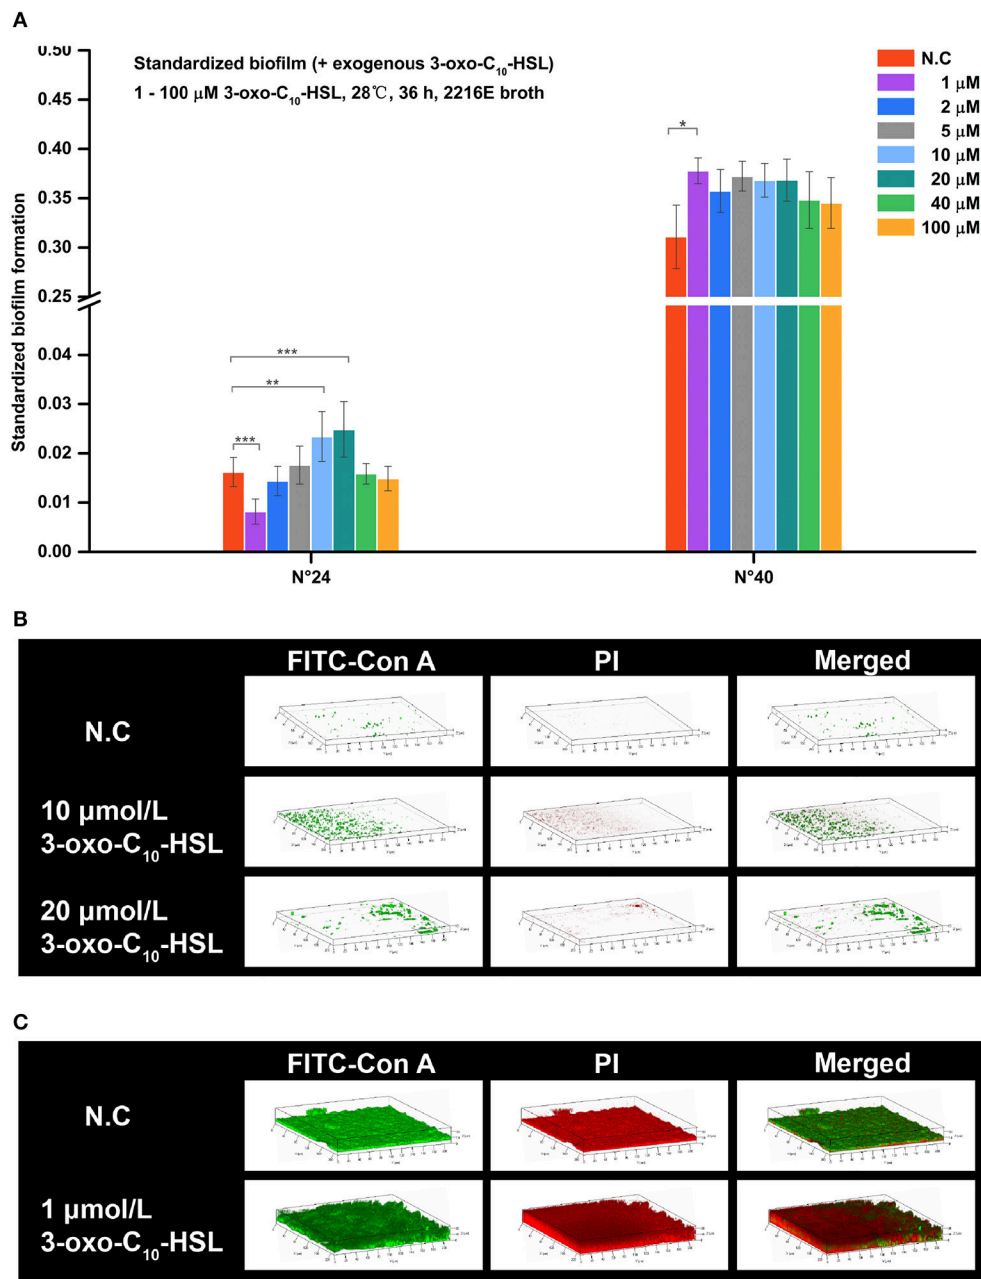 A
Standardized biofilm (+ exogenous 3-oxo-C10-HSL)
1 - 100 μM 3-oxo-C10-HSL, 28℃, 36 h, 2216E broth
N.C
1 μM
2 μM
5 μM
10 μM
20 μM
40 μM
100 μM
Standardized biofilm formation
0.50
0.45
0.40
0.35
0.30
0.25
0.04
0.03
0.02
0.01
0.00
*
***
**
***
N°24
N°40
B
FITC-Con A PI Merged
N.C
10 μmol/L
3-oxo-C10-HSL
20 μmol/L
3-oxo-C10-HSL
C
FITC-Con A PI Merged
N.C
1 μmol/L
3-oxo-C10-HSL